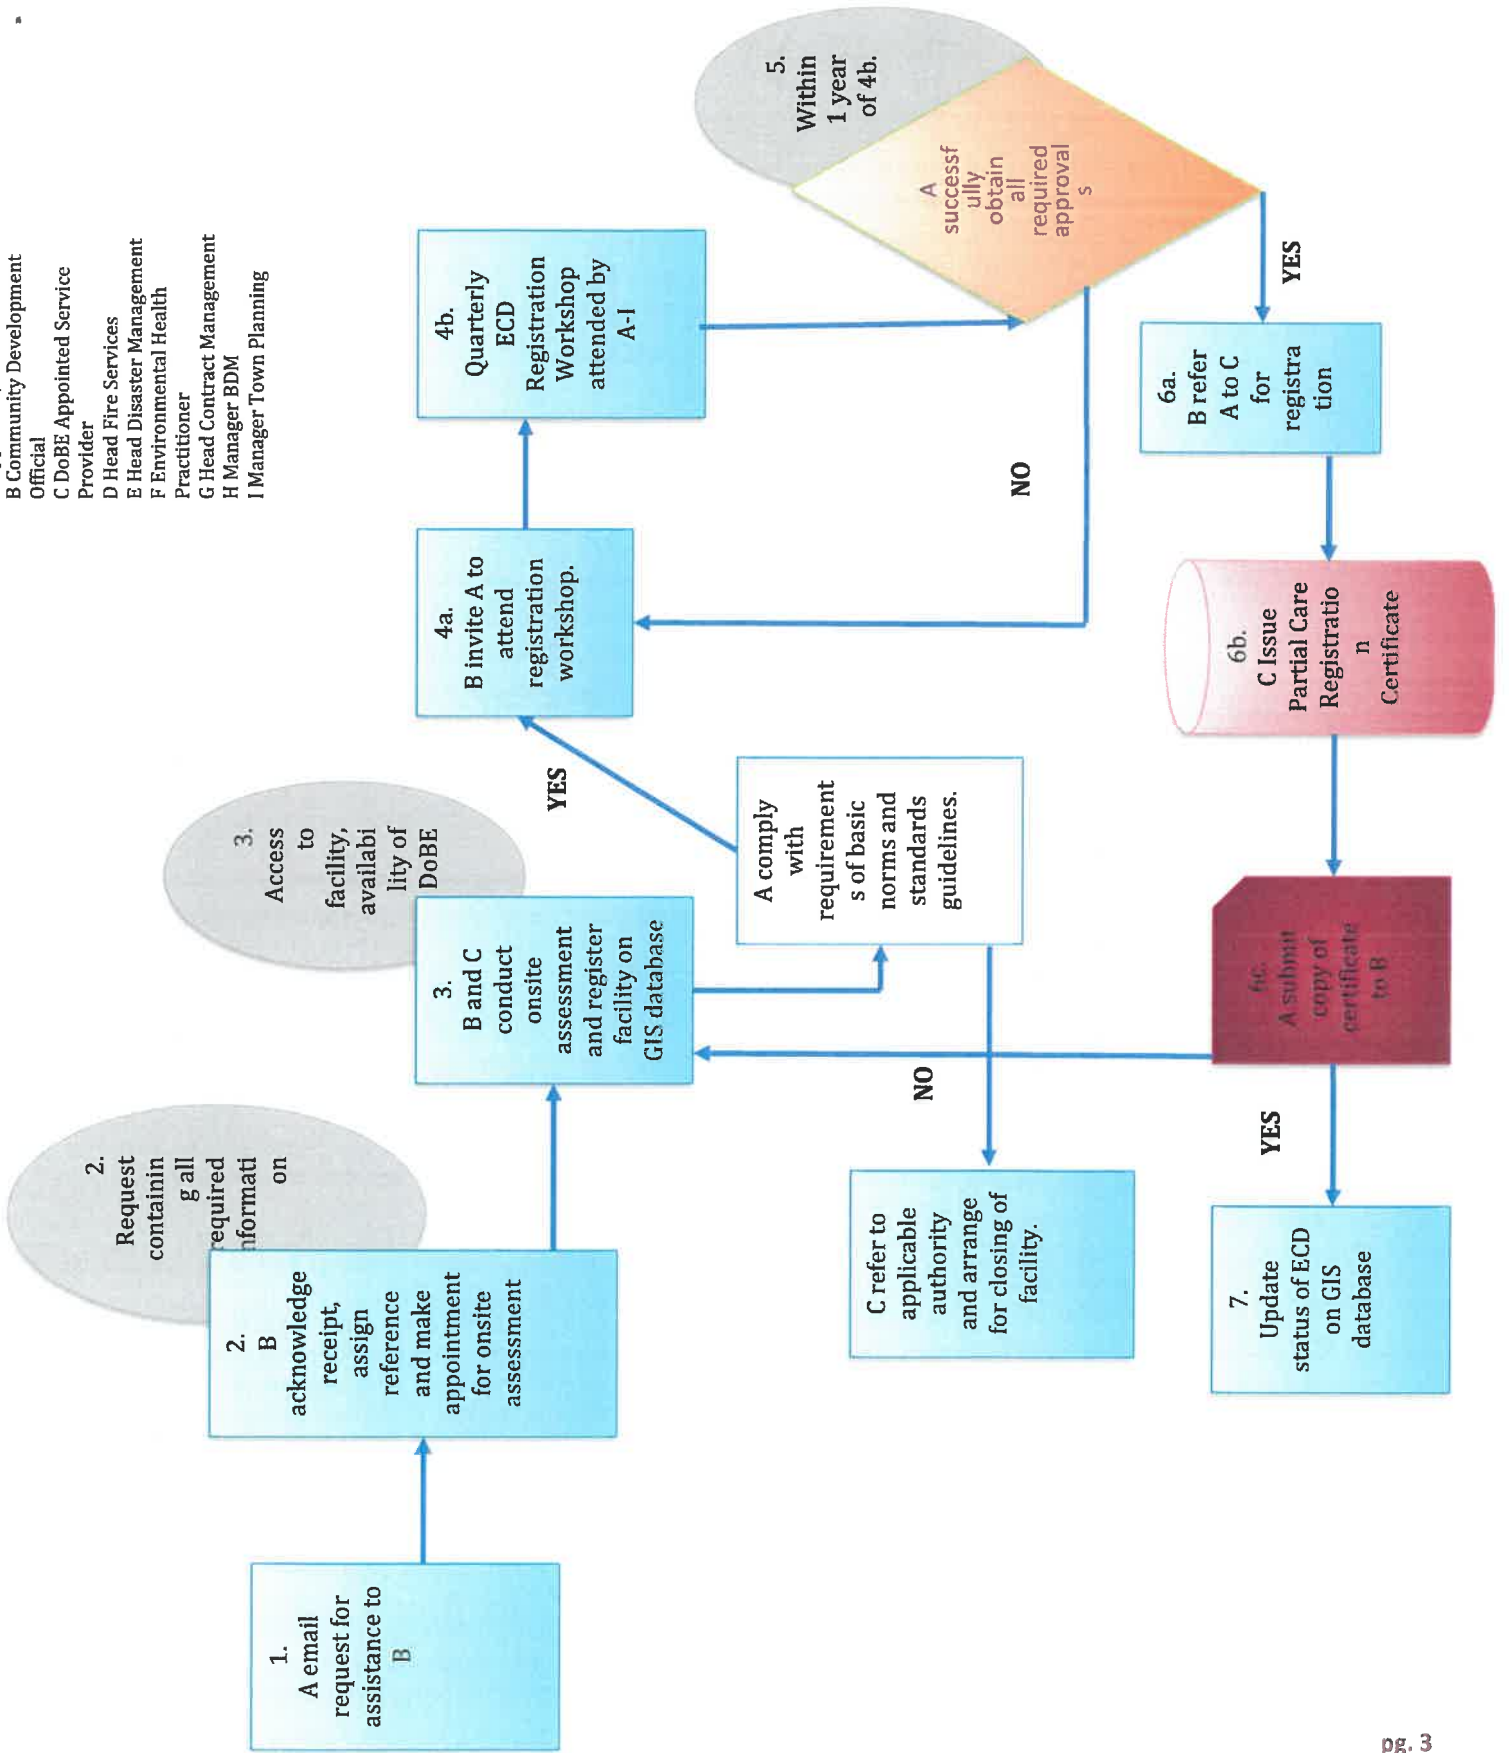 B Community Development
Official
C DoBE Appointed Service
Provider
D Head Fire Services
E Head Disaster Management
F Environmental Health
Practitioner
G Head Contract Management
H Manager BDM
I Manager Town Planning
1.
A email
request for
assistance to
B
2.
Request
containin
g all
required
nformati
on
2.
B
acknowledge
receipt,
assign
reference
and make
appointment
for onsite
assessment
3.
Access
to
facility,
availabi
lity of
DoBE
3.
B and C
conduct
onsite
assessment
and register
facility on
GIS database
A comply
with
requirement
s of basic
norms and
standards
guidelines.
YES
NO
C refer to
applicable
authority
and arrange
for closing of
facility.
4a.
B invite A to
attend
registration
workshop.
4b.
Quarterly
ECD
Registration
Workshop
attended by
A-I
5.
Within
1 year
of 4b.
A
successf
ully
obtain
all
required
approval
s
NO
YES
6a.
B refer
A to C
for
registra
tion
6b.
C Issue
Partial Care
Registratio
n
Certificate
6c.
A submit
copy of
certificate
to B
YES
7.
Update
status of ECD
on GIS
database
pg. 3